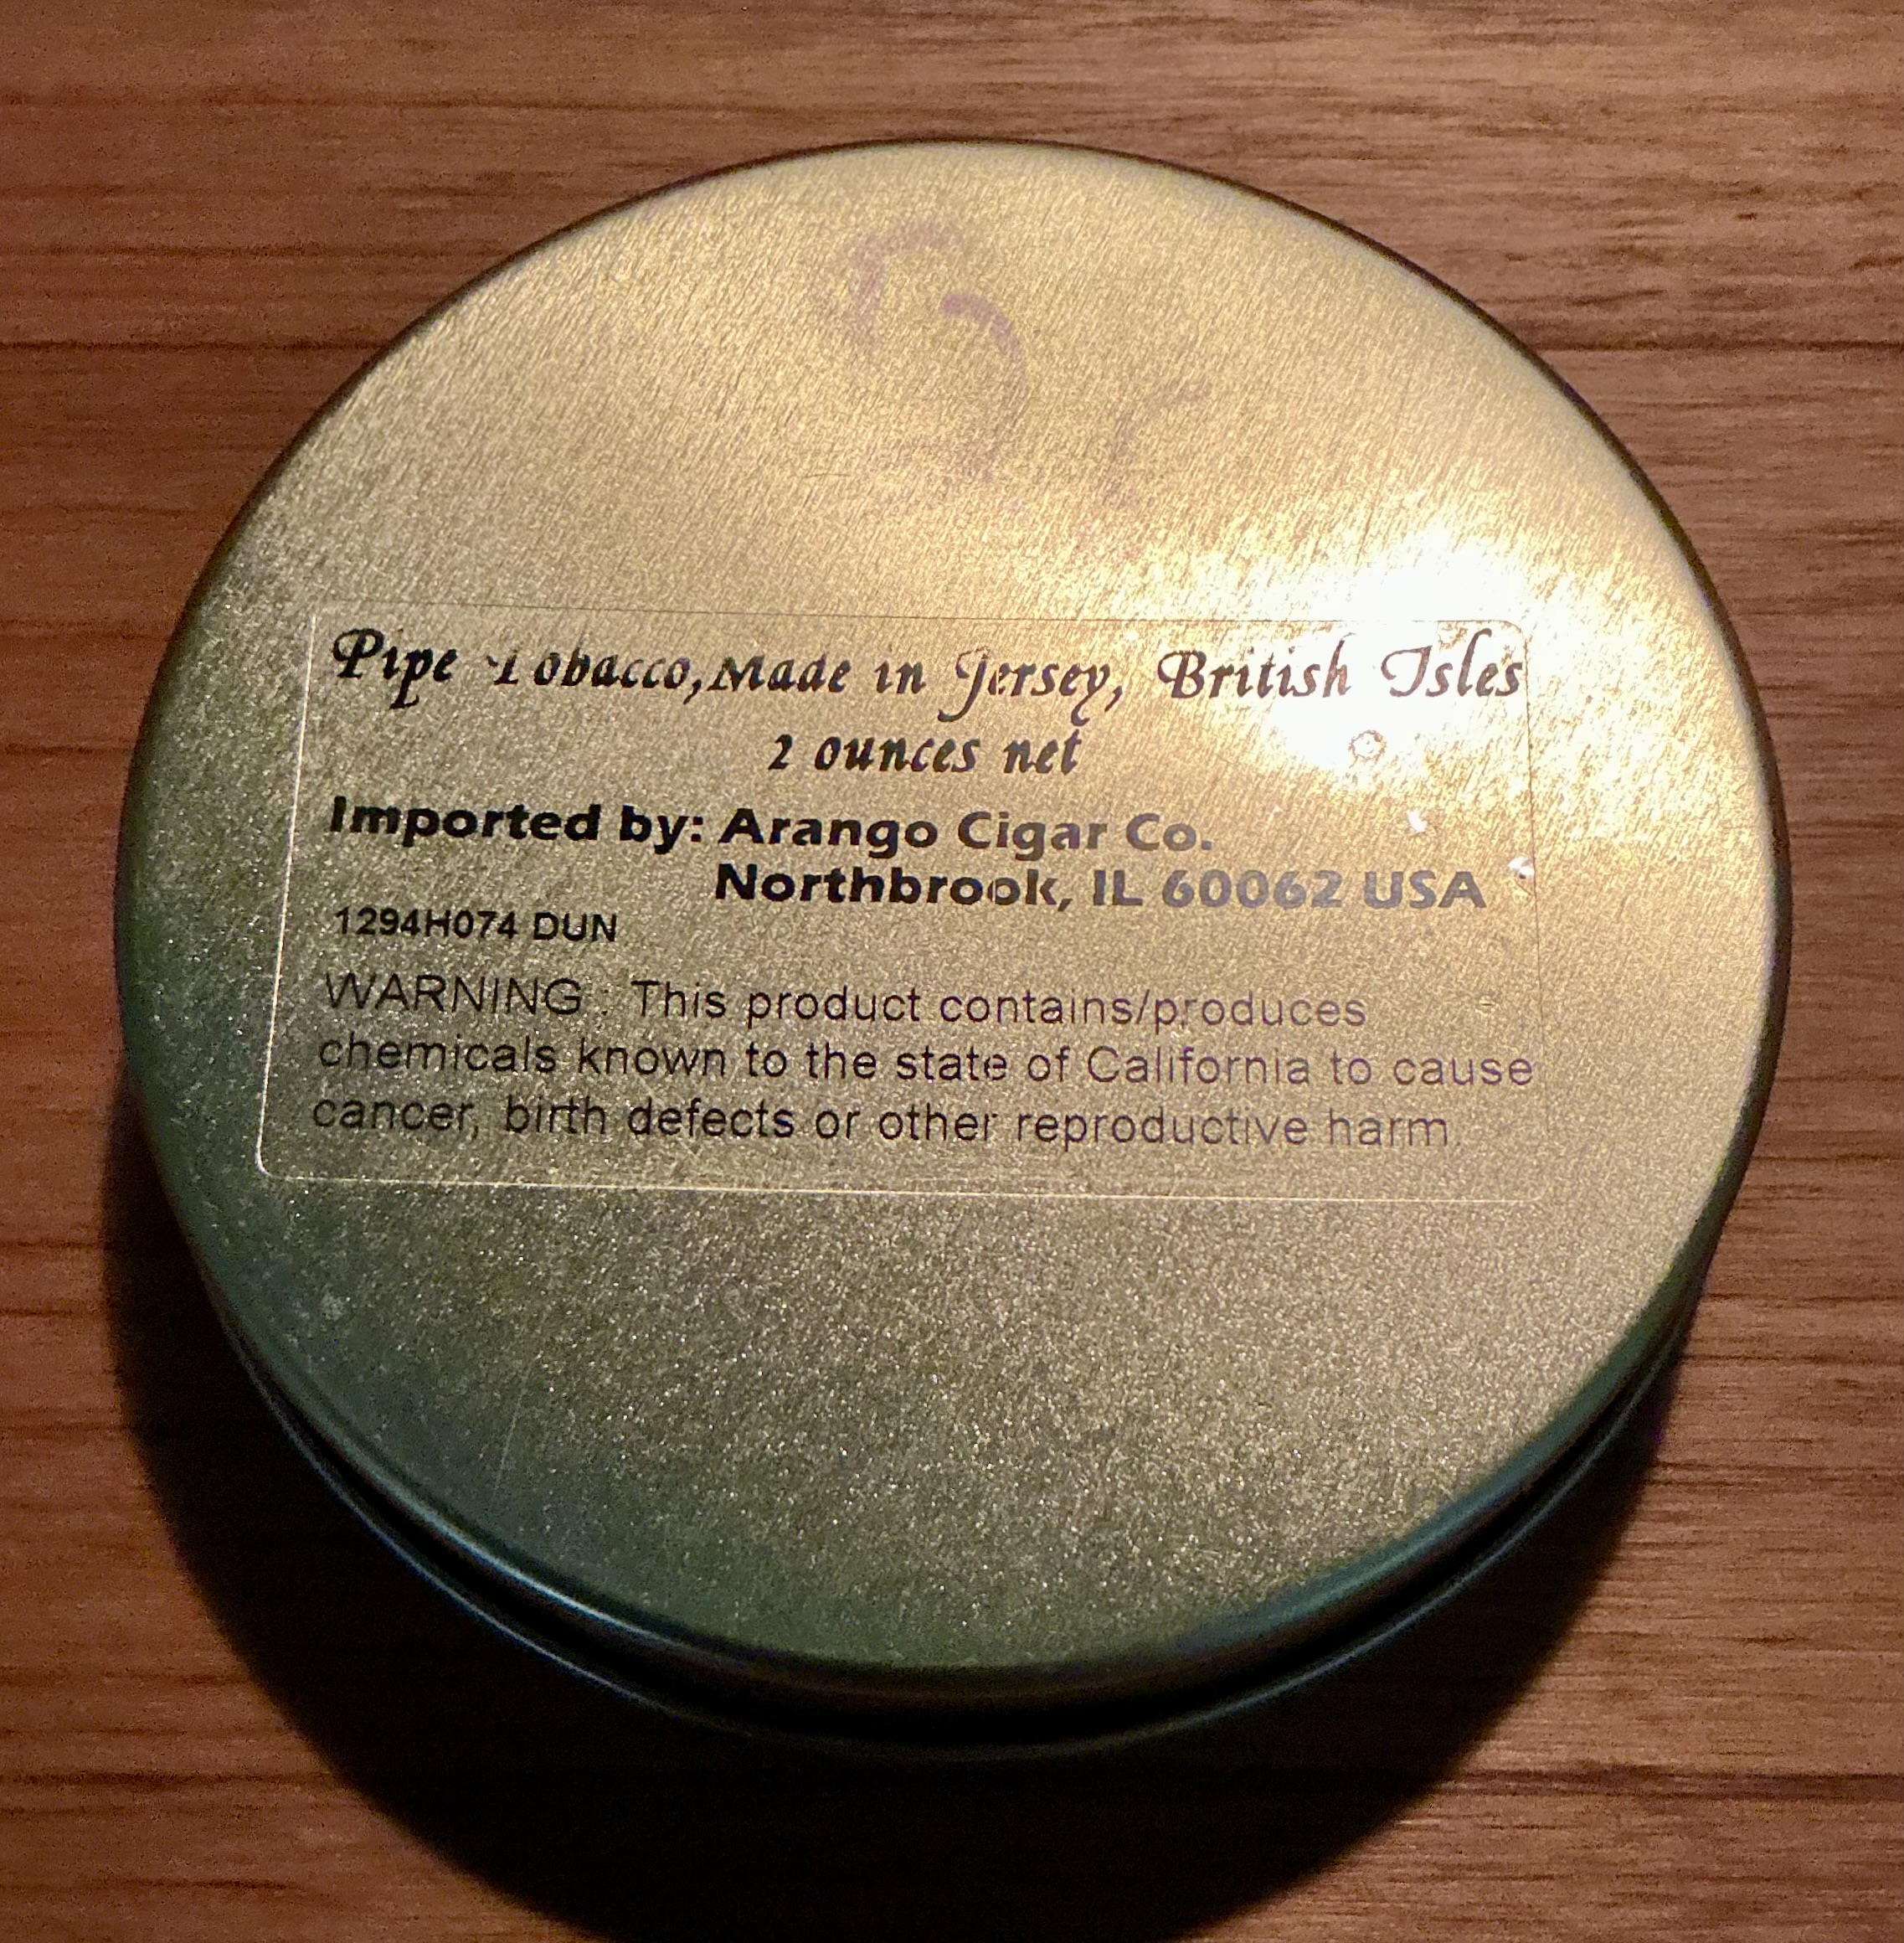 Pipe Tobacco,Made in Jersey, British Isles
2 ounces net
Imported by: Arango Cigar Co.
Northbrook, IL 60062 USA
1294H074 DUN
WARNING : This product contains/produces
chemicals known to the state of California to cause
cancer, birth defects or other reproductive harm.